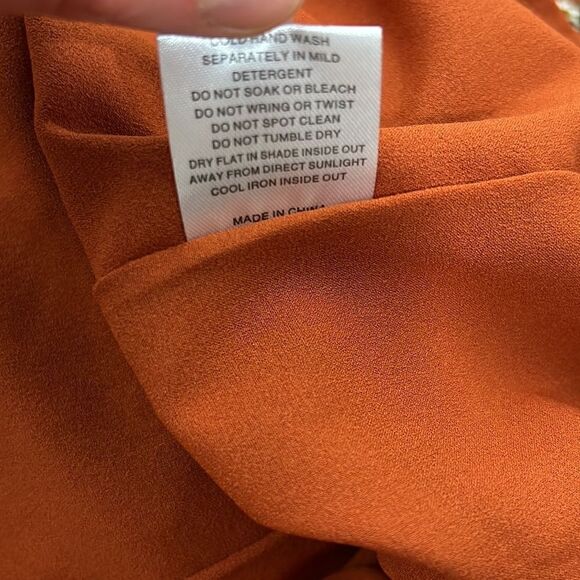 COLD HAND WASH
SEPARATELY IN MILD
DETERGENT
DO NOT SOAK OR BLEACH
DO NOT WRING OR TWIST
DO NOT SPOT CLEAN
DO NOT TUMBLE DRY
DRY FLAT IN SHADE INSIDE OUT
AWAY FROM DIRECT SUNLIGHT
COOL IRON INSIDE OUT
MADE IN CHINA